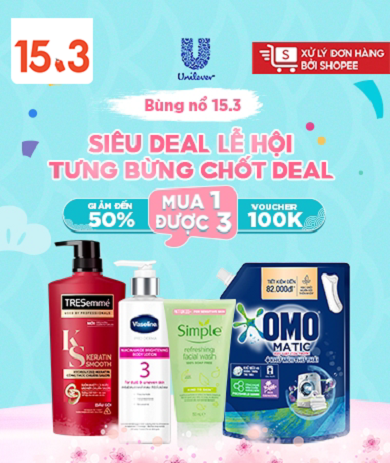 15.3
Unilever
XỬ LÝ ĐƠN HÀNG
BỞI SHOPEE
Bùng nổ 15.3
SIÊU DEAL LỄ HỘI
TƯNG BỪNG CHỐT DEAL
GIẢM ĐẾN
50%
MUA 1
ĐƯỢC 3
VOUCHER
100K
TRESemmé
KS
KERATIN
SMOOTH
Vaseline
3
Simple
refreshing
facial wash
TIẾT KIỆM ĐẾN
82.000đ
OMO
MATIC